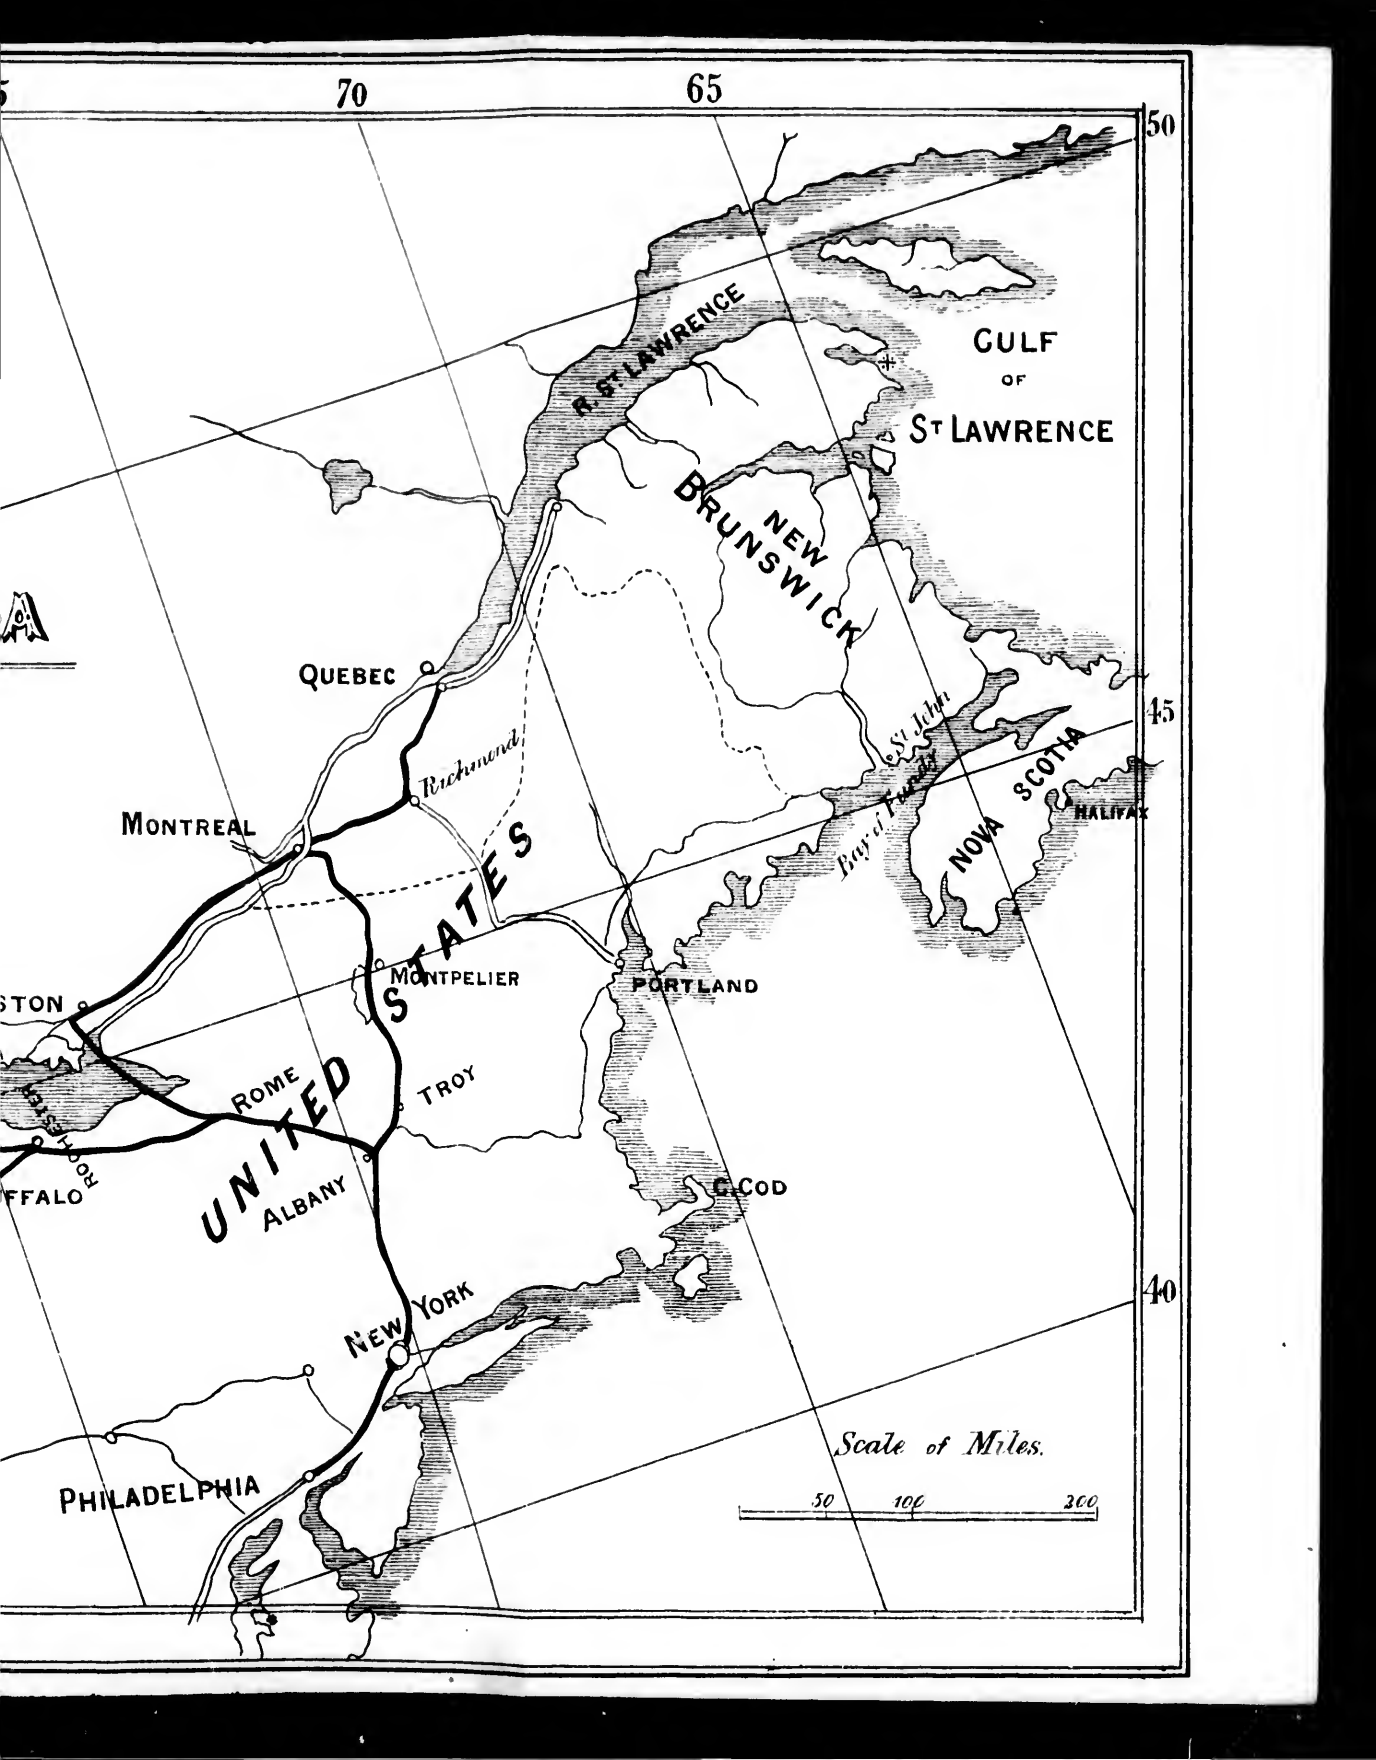 5
70
65
50
GULF
OF
ST LAWRENCE
R. ST LAWRENCE
NEW
BRUNSWICK
A
QUEBEC
45
St John
Richmond
Bay of Fundy
NOVA SCOTIA
HALIFAX
MONTREAL
UNITED STATES
MONTPELIER
PORTLAND
STON
ROME
TROY
ROCHESTER
FFALO
ALBANY
C. COD
40
NEW YORK
PHILADELPHIA
Scale of Miles.
50 100 200